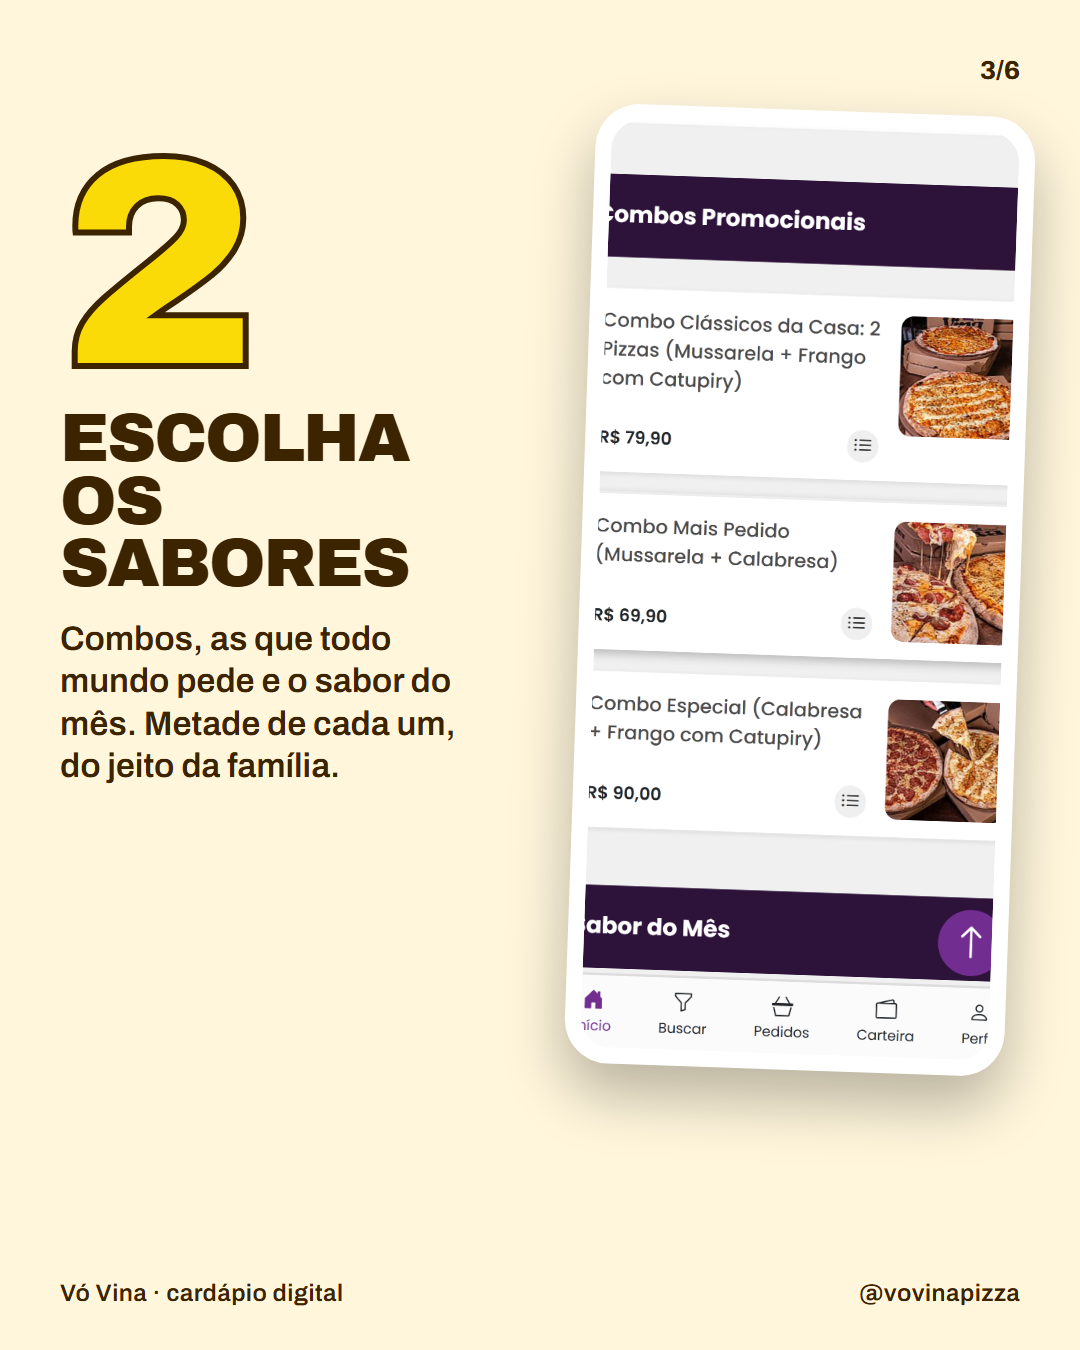 3/6
2
ESCOLHA
OS
SABORES
Combos, as que todo
mundo pede e o sabor do
mês. Metade de cada um,
do jeito da família.
Combos Promocionais
Combo Clássicos da Casa: 2
Pizzas (Mussarela + Frango
com Catupiry)
R$ 79,90
Combo Mais Pedido
(Mussarela + Calabresa)
R$ 69,90
Combo Especial (Calabresa
+ Frango com Catupiry)
R$ 90,00
Sabor do Mês
nício
Buscar
Pedidos
Carteira
Perf
Vó Vina · cardápio digital
@vovinapizza